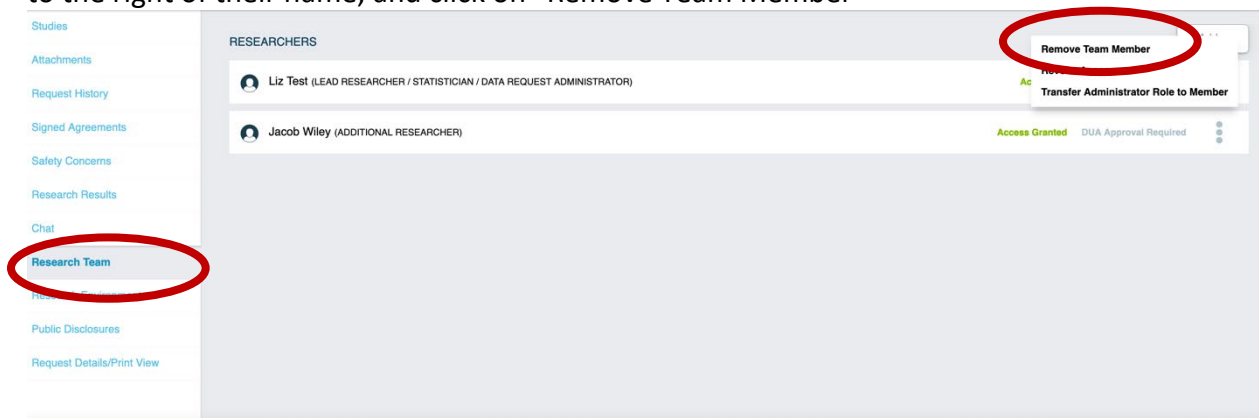 to the right of their name, and click on "Remove Team Member"
Studies
Attachments
Request History
Signed Agreements
Safety Concerns
Research Results
Chat
Research Team
Public Disclosures
Request Details/Print View
RESEARCHERS
Remove Team Member
Transfer Administrator Role to Member
Liz Test (LEAD RESEARCHER / STATISTICIAN / DATA REQUEST ADMINISTRATOR)
Jacob Wiley (ADDITIONAL RESEARCHER)
Access Granted DUA Approval Required